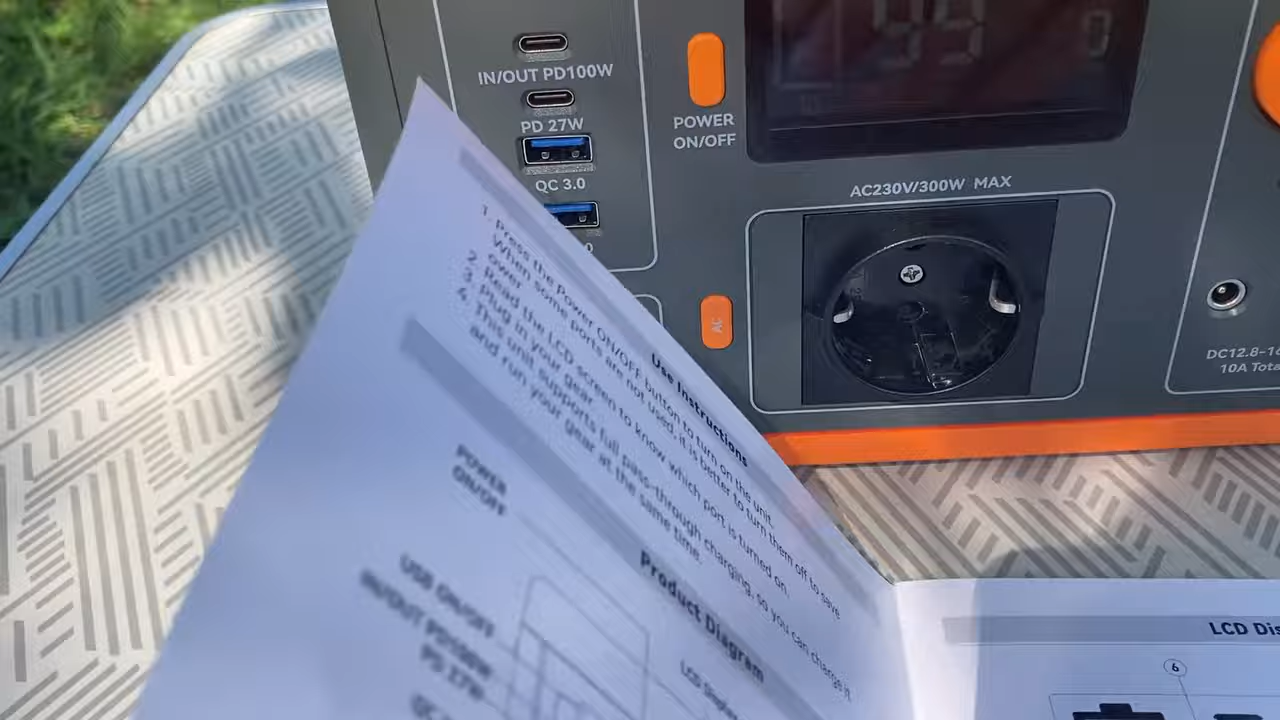 99
0
IN/OUT PD100W
PD 27W
QC 3.0
POWER
ON/OFF
AC230V/300W MAX
AC
DC12.8-16
10A Tota
Use Instructions
1. Press the Power ON/OFF button to turn on the unit.
When some ports are not used, it is better to turn them off to save
ower
2. Read the LCD screen to know which port is turned on.
3. Plug in your gear
4. This unit supports full pass-through charging, so you can charge it
and run your gear at the same time.
Product Diagram
POWER
ON/OFF
USB ON/OFF
IN/OUT PD100W
PS 27W
LCD Display
LCD Dis
6